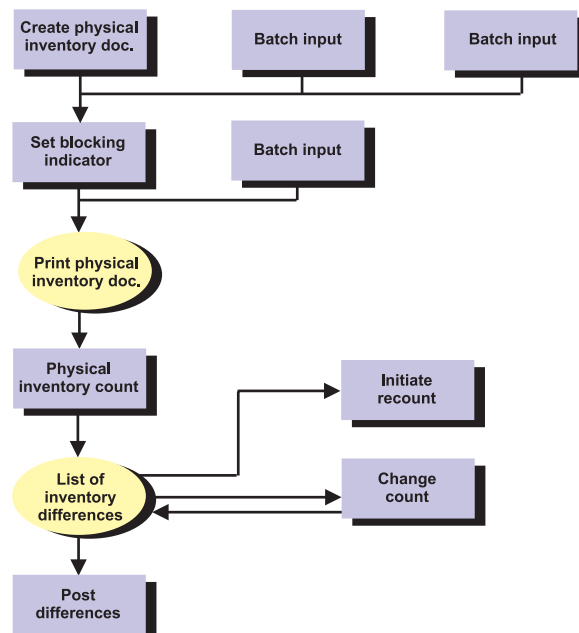 Create physical
inventory doc.
Batch input
Batch input
Set blocking
indicator
Batch input
Print physical
inventory doc.
Physical
inventory count
Initiate
recount
List of
inventory
differences
Change
count
Post
differences